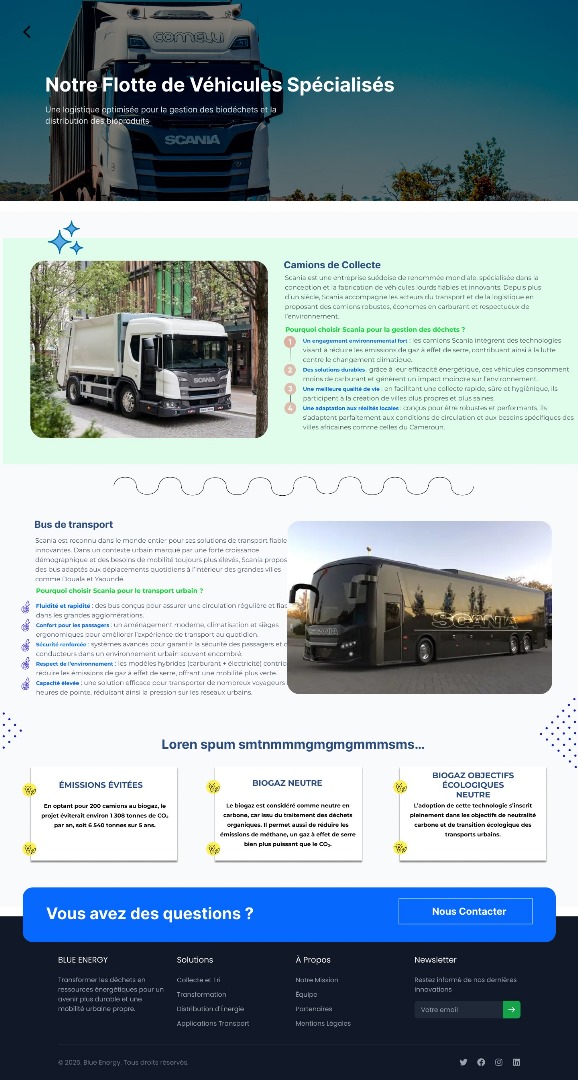 Notre Flotte de Véhicules Spécialisés
Une logistique optimisée pour la gestion des biodéchets et la
distribution des bioproduits
SCANIA
Camions de Collecte
Scania est une entreprise suédoise de renommée mondiale, spécialisée dans la
conception et la fabrication de véhicules lourds fiables et innovants. Depuis plus
d'un siècle, Scania accompagne les acteurs du transport et de la logistique en
proposant des camions robustes, économes en carburant et respectueux de
l'environnement.
Pourquoi choisir Scania pour la gestion des déchets ?
1 Un engagement environnemental fort : les camions Scania intègrent des technologies
visant à réduire les émissions de gaz à effet de serre, contribuant ainsi à la lutte
contre le changement climatique.
2 Des solutions durables : grâce à leur efficacité énergétique, ces véhicules consomment
moins de carburant et génèrent un impact moindre sur l'environnement.
3 Une meilleure qualité de vie : en facilitant une collecte rapide, sûre et hygiénique, ils
participent à la création de villes plus propres et plus saines.
4 Une adaptation aux réalités locales : conçus pour être robustes et performants, ils
s'adaptent parfaitement aux conditions de circulation et aux besoins spécifiques des
villes africaines comme celles du Cameroun.
SCANIA
Bus de transport
Scania est reconnu dans le monde entier pour ses solutions de transport fiable
innovantes. Dans un contexte urbain marqué par une forte croissance
démographique et des besoins de mobilité toujours plus élevés, Scania propos
des bus adaptés aux déplacements quotidiens à l'intérieur des grandes villes
comme Douala et Yaoundé.
Pourquoi choisir Scania pour le transport urbain ?
Fluidité et rapidité : des bus conçus pour assurer une circulation régulière et fia
dans les grandes agglomérations.
Confort pour les passagers : un aménagement moderne, climatisation et sièges
ergonomiques pour améliorer l'expérience de transport au quotidien.
Sécurité renforcée : systèmes avancés pour garantir la sécurité des passagers et
conducteurs dans un environnement urbain souvent encombré.
Respect de l'environnement : les modèles hybrides (carburant + électricité) contri
réduire les émissions de gaz à effet de serre, offrant une mobilité plus verte.
Capacité élevée : une solution efficace pour transporter de nombreux voyageurs
heures de pointe, réduisant ainsi la pression sur les réseaux urbains.
SCANIA
Loren spum smtnmmmgmgmgmmmsms...
ÉMISSIONS ÉVITÉES
En optant pour 200 camions au biogaz, le
projet éviterait environ 1 308 tonnes de CO₂
par an, soit 6 540 tonnes sur 5 ans.
BIOGAZ NEUTRE
Le biogaz est considéré comme neutre en
carbone, car issu du traitement des déchets
organiques. Il permet aussi de réduire les
émissions de méthane, un gaz à effet de serre
bien plus puissant que le CO₂.
BIOGAZ OBJECTIFS
ÉCOLOGIQUES
NEUTRE
L'adoption de cette technologie s'inscrit
pleinement dans les objectifs de neutralité
carbone et de transition écologique des
transports urbains.
Vous avez des questions ?
Nous Contacter
BLUE ENERGY
Transformer les déchets en
ressources énergétiques pour un
avenir plus durable et une
mobilité urbaine propre.
Solutions
Collecte et Tri
Transformation
Distribution d'Énergie
Applications Transport
À Propos
Notre Mission
Équipe
Partenaires
Mentions Légales
Newsletter
Restez informé de nos dernières
innovations
Votre email
© 2025. Blue Energy. Tous droits réservés.